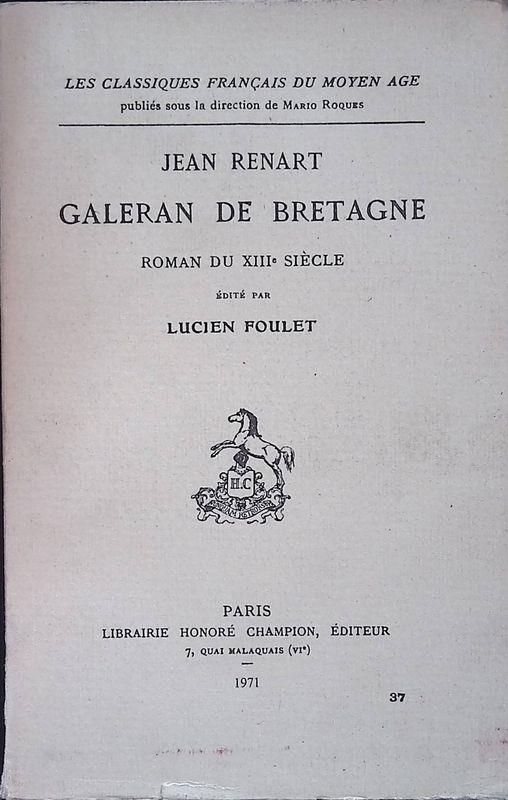 LES CLASSIQUES FRANÇAIS DU MOYEN AGE
publiés sous la direction de MARIO ROQUES
JEAN RENART
GALERAN DE BRETAGNE
ROMAN DU XIIIe SIÈCLE
ÉDITÉ PAR
LUCIEN FOULET
H.C
PARIS
LIBRAIRIE HONORÉ CHAMPION, ÉDITEUR
7, QUAI MALAQUAIS (VIe)
1971
37